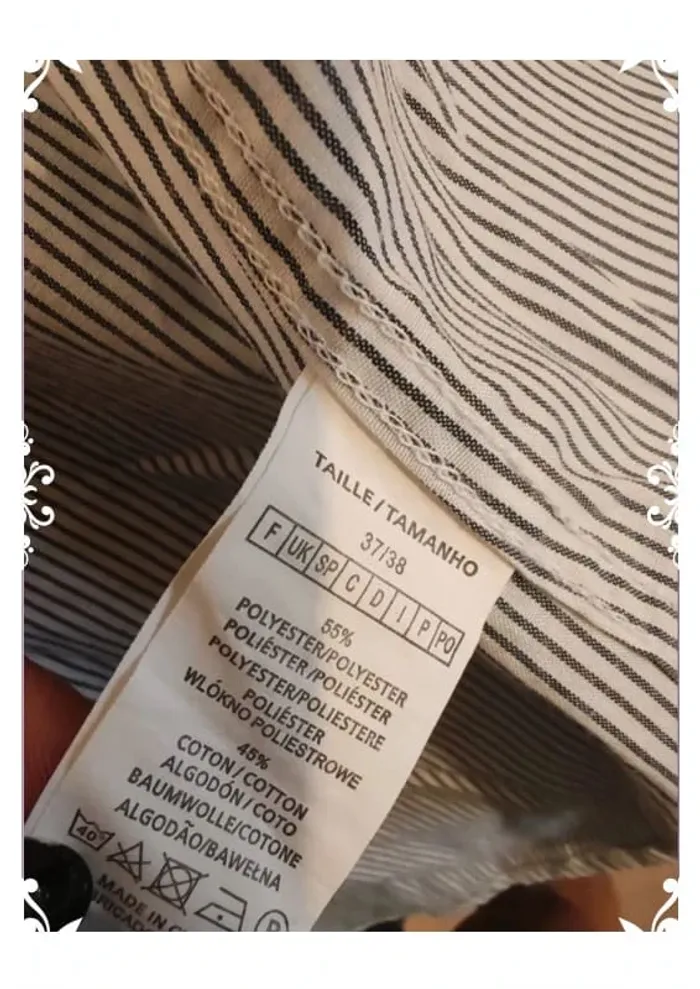 TAILLE/TAMANHO
37/38
F UK SP C D I P PO
55%
POLYESTER/POLYESTER
POLIÉSTER/POLIÉSTER
POLYESTER/POLIESTERE
POLIÉSTER
WLÓKNO POLIESTROWE
45%
COTON/COTTON
ALGODÓN/COTO
BAUMWOLLE/COTONE
ALGODÃO/BAWEŁNA
40°
P
MADE IN